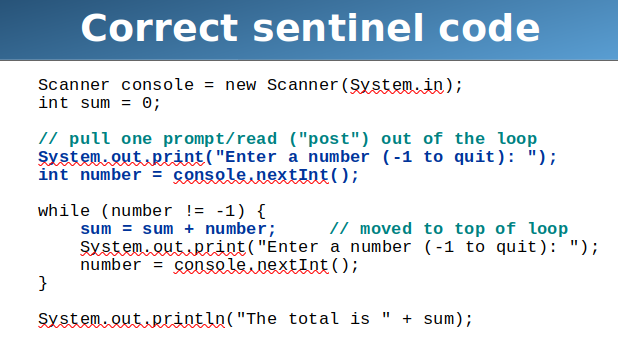 Correct sentinel code
Scanner console = new Scanner(System.in);
int sum = 0;
// pull one prompt/read ("post") out of the loop
System.out.print("Enter a number (-1 to quit): ");
int number = console.nextInt();
while (number != -1) {
    sum = sum + number;     // moved to top of loop
    System.out.print("Enter a number (-1 to quit): ");
    number = console.nextInt();
}
System.out.println("The total is " + sum);